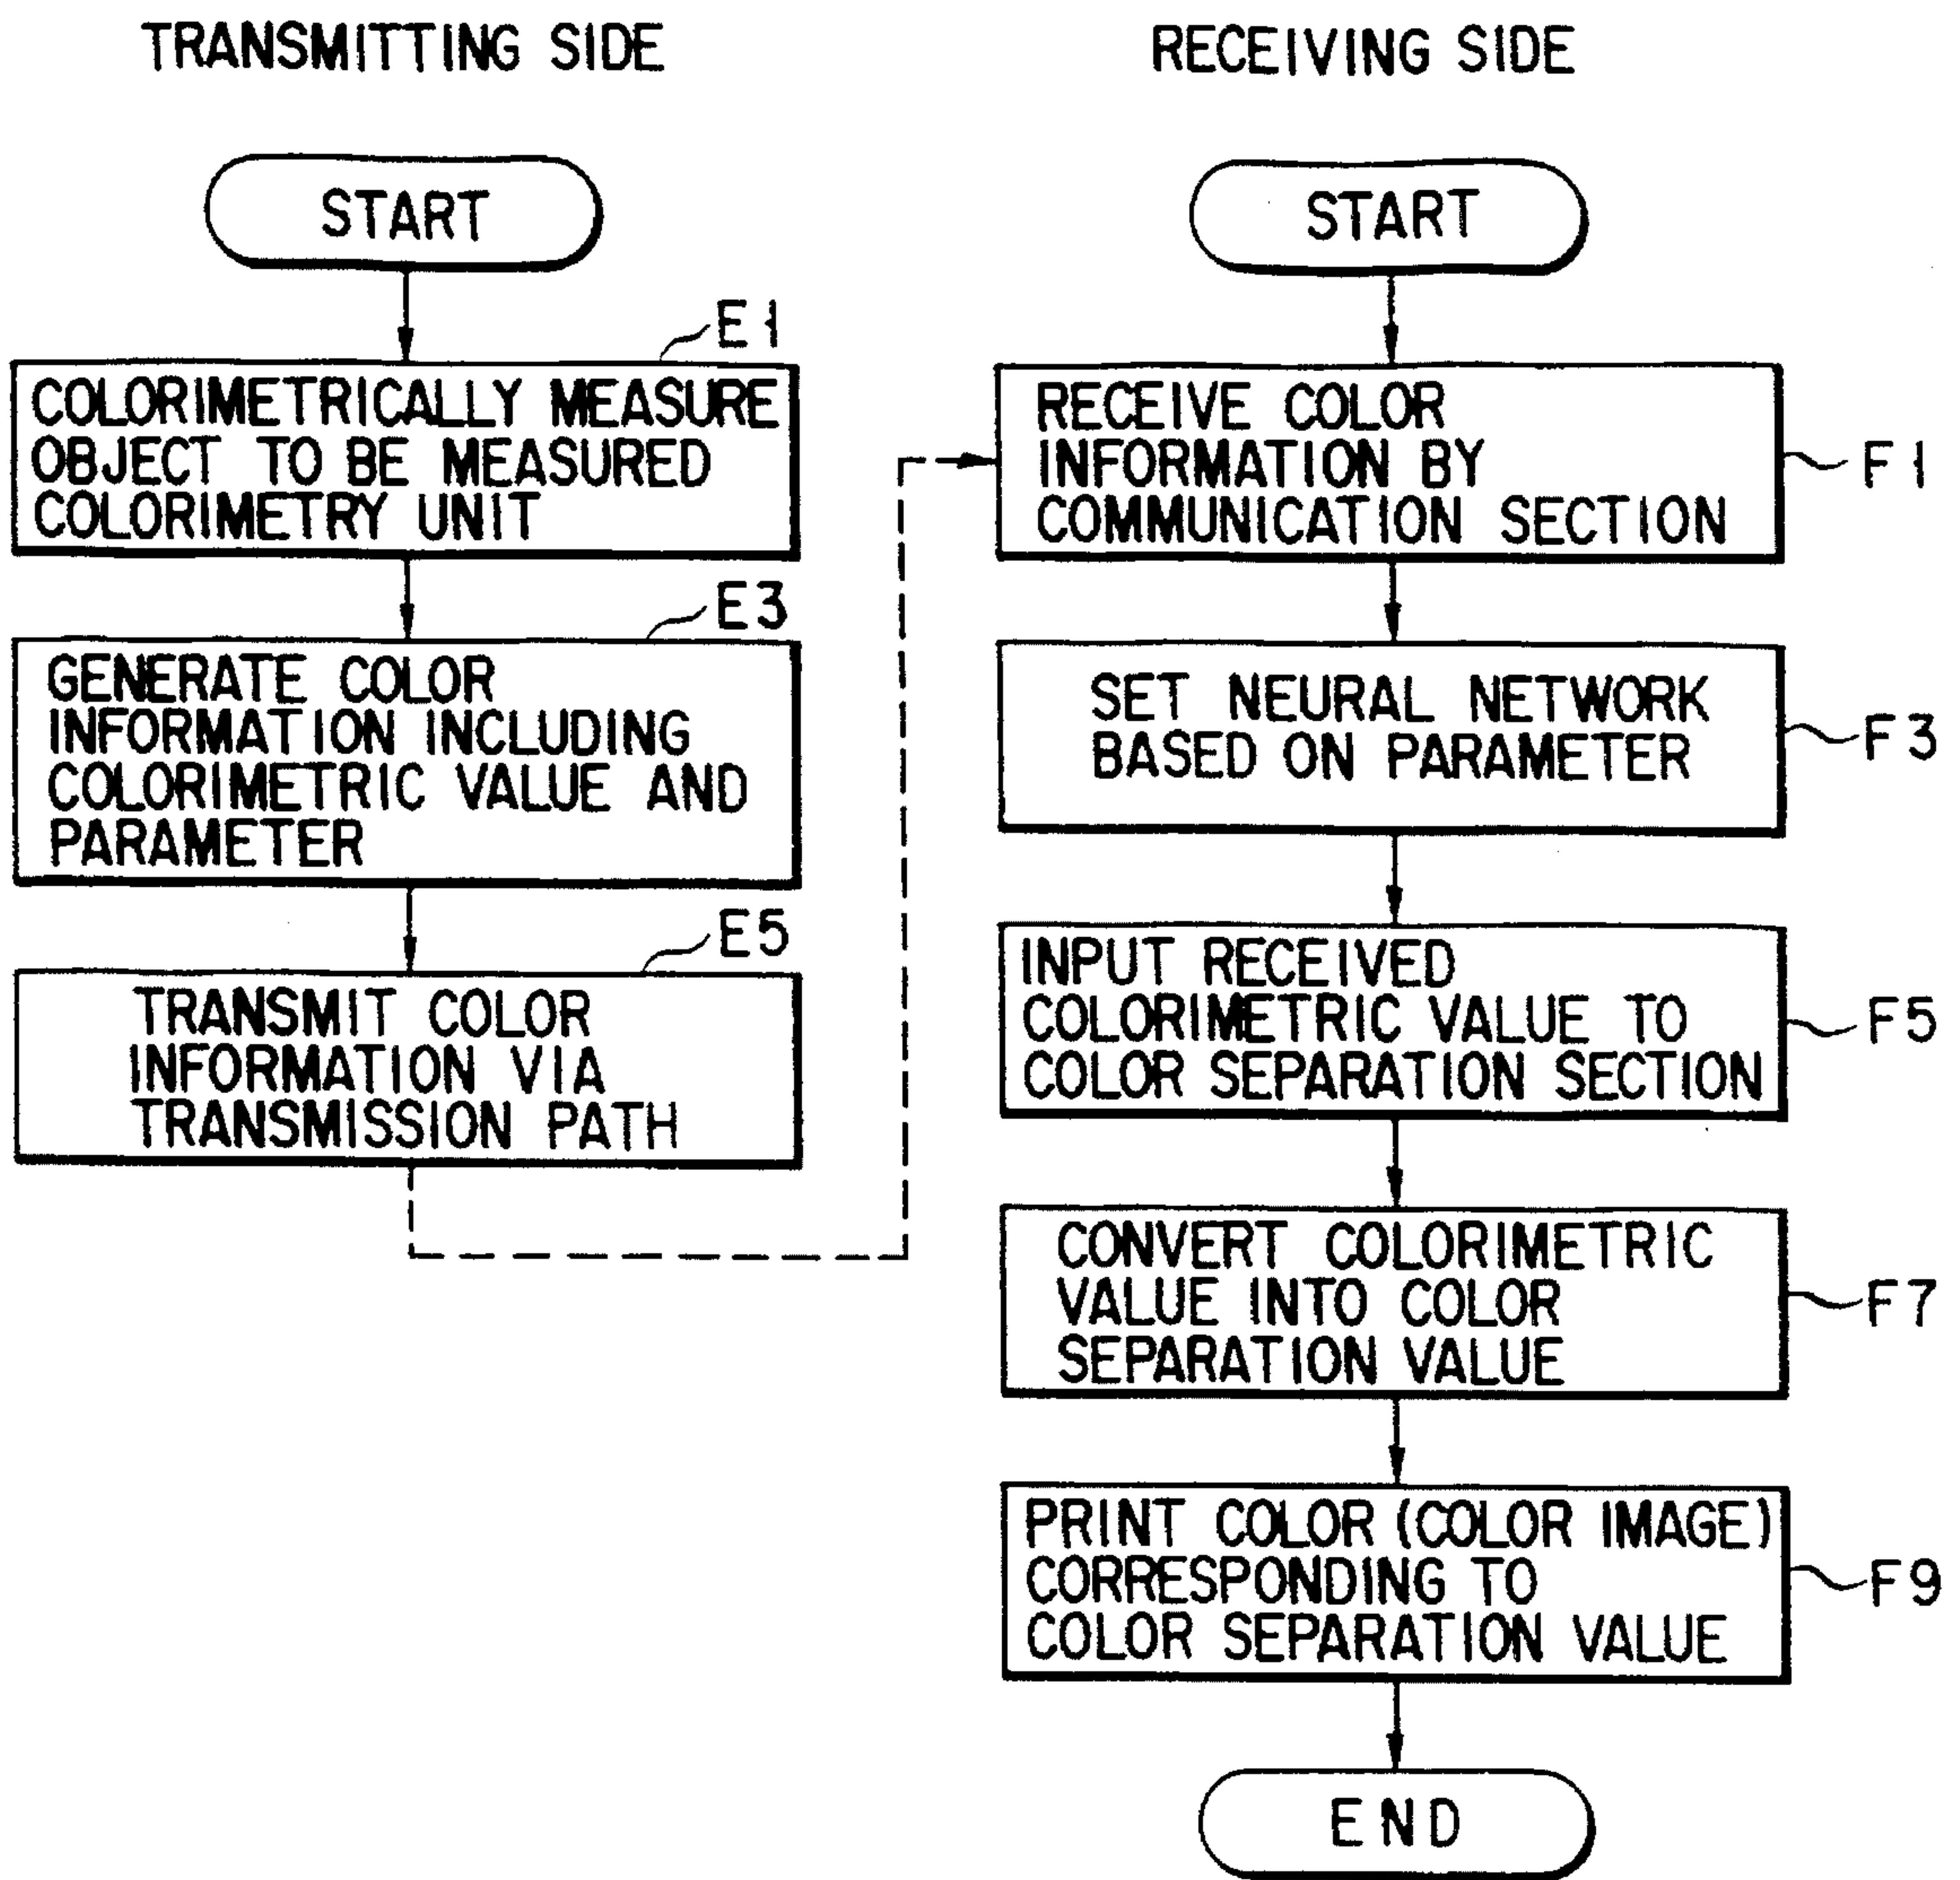 TRANSMITTING SIDE
START
E1
COLORIMETRICALLY MEASURE
OBJECT TO BE MEASURED
COLORIMETRY UNIT
E3
GENERATE COLOR
INFORMATION INCLUDING
COLORIMETRIC VALUE AND
PARAMETER
E5
TRANSMIT COLOR
INFORMATION VIA
TRANSMISSION PATH
RECEIVING SIDE
START
RECEIVE COLOR
INFORMATION BY
COMMUNICATION SECTION
F1
SET NEURAL NETWORK
BASED ON PARAMETER
F3
INPUT RECEIVED
COLORIMETRIC VALUE TO
COLOR SEPARATION SECTION
F5
CONVERT COLORIMETRIC
VALUE INTO COLOR
SEPARATION VALUE
F7
PRINT COLOR (COLOR IMAGE)
CORRESPONDING TO
COLOR SEPARATION VALUE
F9
END